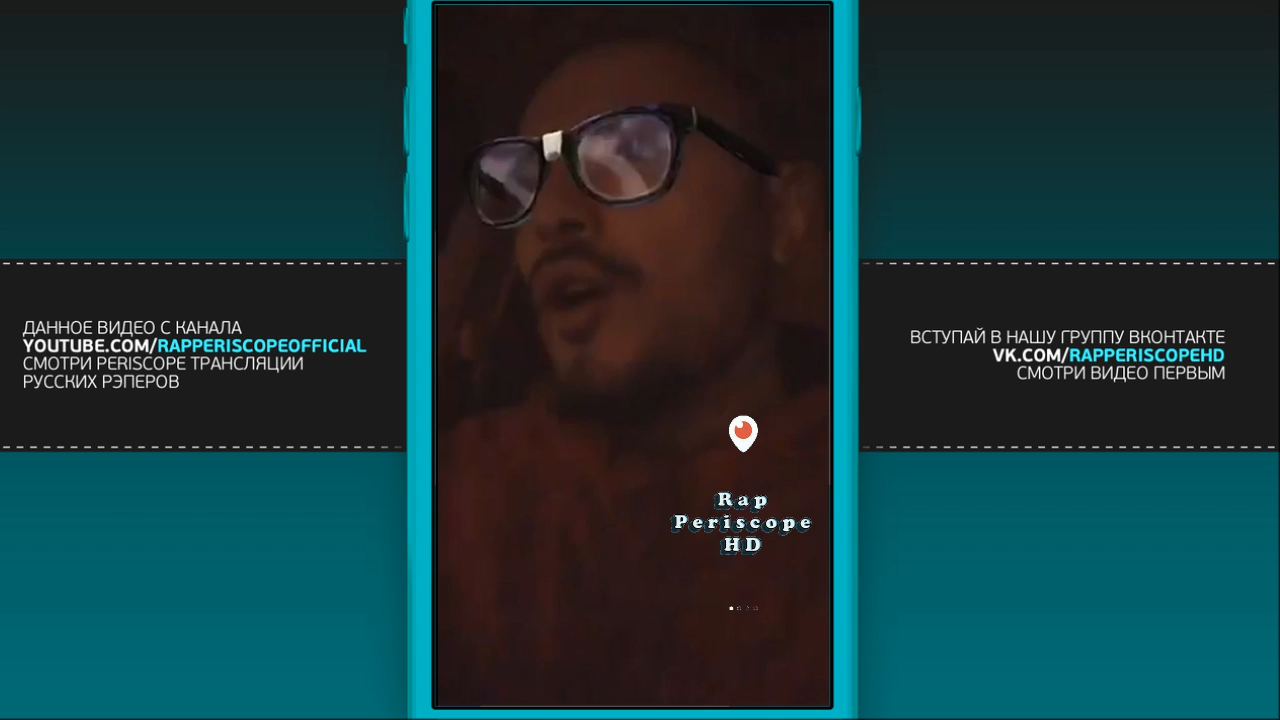 ДАННОЕ ВИДЕО С КАНАЛА
YOUTUBE.COM/RAPPERISCOPEOFFICIAL
СМОТРИ PERISCOPE ТРАНСЛЯЦИИ
РУССКИХ РЭПЕРОВ
Rap
Periscope
HD
ВСТУПАЙ В НАШУ ГРУППУ ВКОНТАКТЕ
VK.COM/RAPPERISCOPEHD
СМОТРИ ВИДЕО ПЕРВЫМ